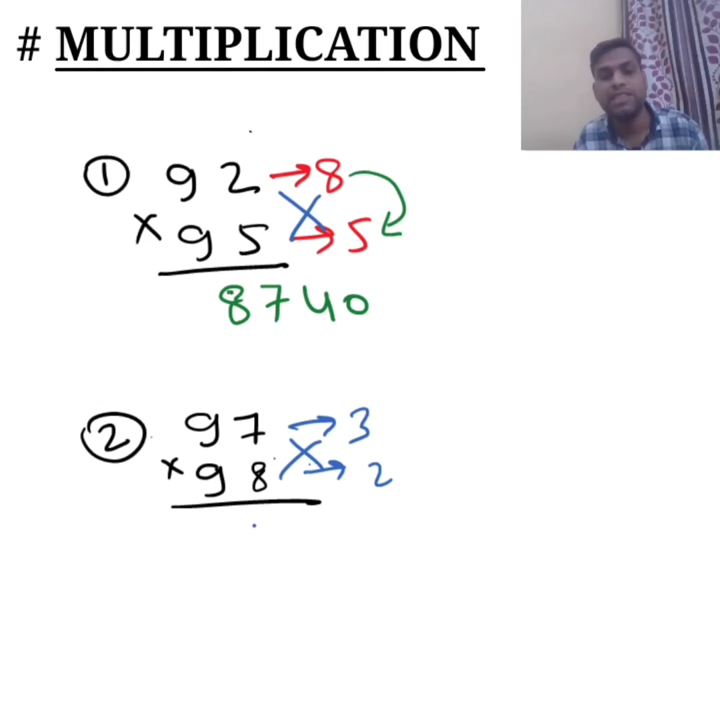 # MULTIPLICATION
① 92 → 8
× 95 → 5
8740
② 97 → 3
× 98 → 2